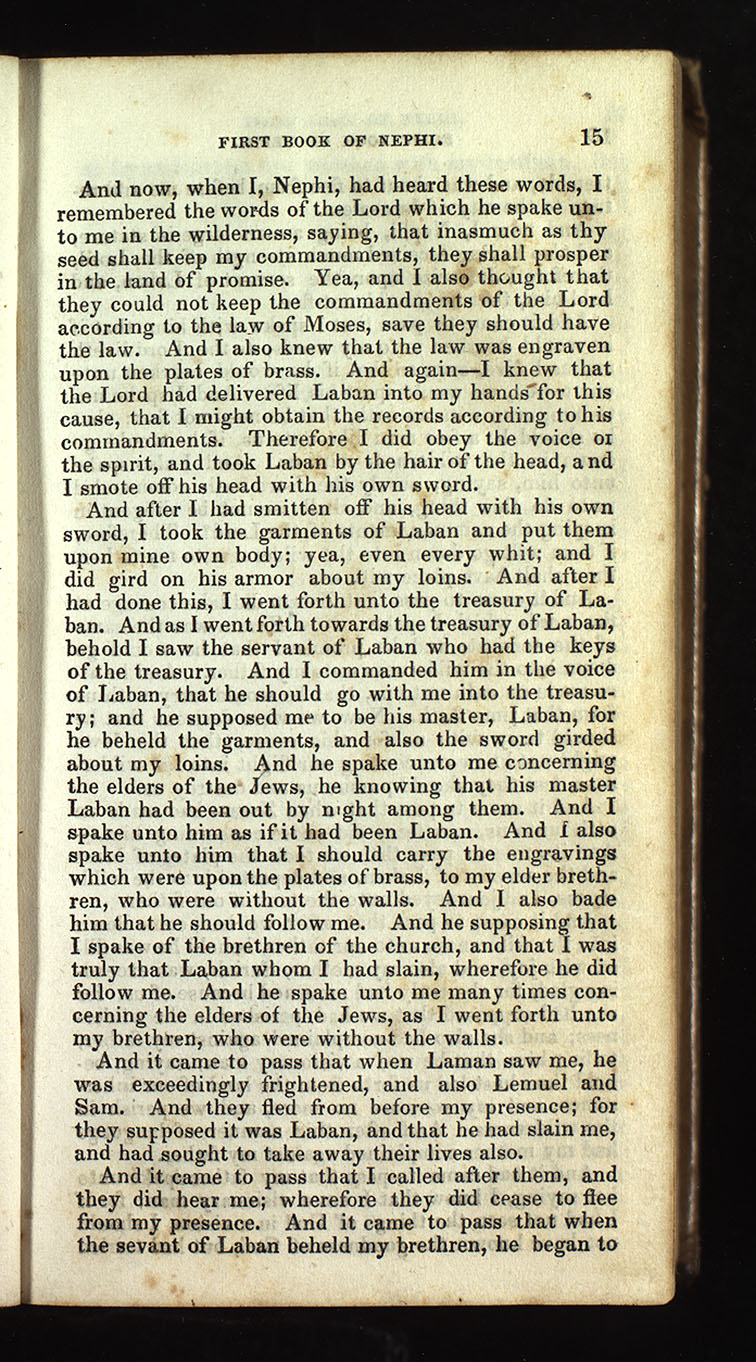 FIRST BOOK OF NEPHI. 15
And now, when I, Nephi, had heard these words, I
remembered the words of the Lord which he spake un-
to me in the wilderness, saying, that inasmuch as thy
seed shall keep my commandments, they shall prosper
in the land of promise. Yea, and I also thought that
they could not keep the commandments of the Lord
according to the law of Moses, save they should have
the law. And I also knew that the law was engraven
upon the plates of brass. And again—I knew that
the Lord had delivered Laban into my hands for this
cause, that I might obtain the records according to his
commandments. Therefore I did obey the voice of
the spirit, and took Laban by the hair of the head, and
I smote off his head with his own sword.
And after I had smitten off his head with his own
sword, I took the garments of Laban and put them
upon mine own body; yea, even every whit; and I
did gird on his armor about my loins. And after I
had done this, I went forth unto the treasury of La-
ban. And as I went forth towards the treasury of Laban,
behold I saw the servant of Laban who had the keys
of the treasury. And I commanded him in the voice
of Laban, that he should go with me into the treasu-
ry; and he supposed me to be his master, Laban, for
he beheld the garments, and also the sword girded
about my loins. And he spake unto me concerning
the elders of the Jews, he knowing that his master
Laban had been out by night among them. And I
spake unto him as if it had been Laban. And I also
spake unto him that I should carry the engravings
which were upon the plates of brass, to my elder breth-
ren, who were without the walls. And I also bade
him that he should follow me. And he supposing that
I spake of the brethren of the church, and that I was
truly that Laban whom I had slain, wherefore he did
follow me. And he spake unto me many times con-
cerning the elders of the Jews, as I went forth unto
my brethren, who were without the walls.
And it came to pass that when Laman saw me, he
was exceedingly frightened, and also Lemuel and
Sam. And they fled from before my presence; for
they supposed it was Laban, and that he had slain me,
and had sought to take away their lives also.
And it came to pass that I called after them, and
they did hear me; wherefore they did cease to flee
from my presence. And it came to pass that when
the sevant of Laban beheld my brethren, he began to